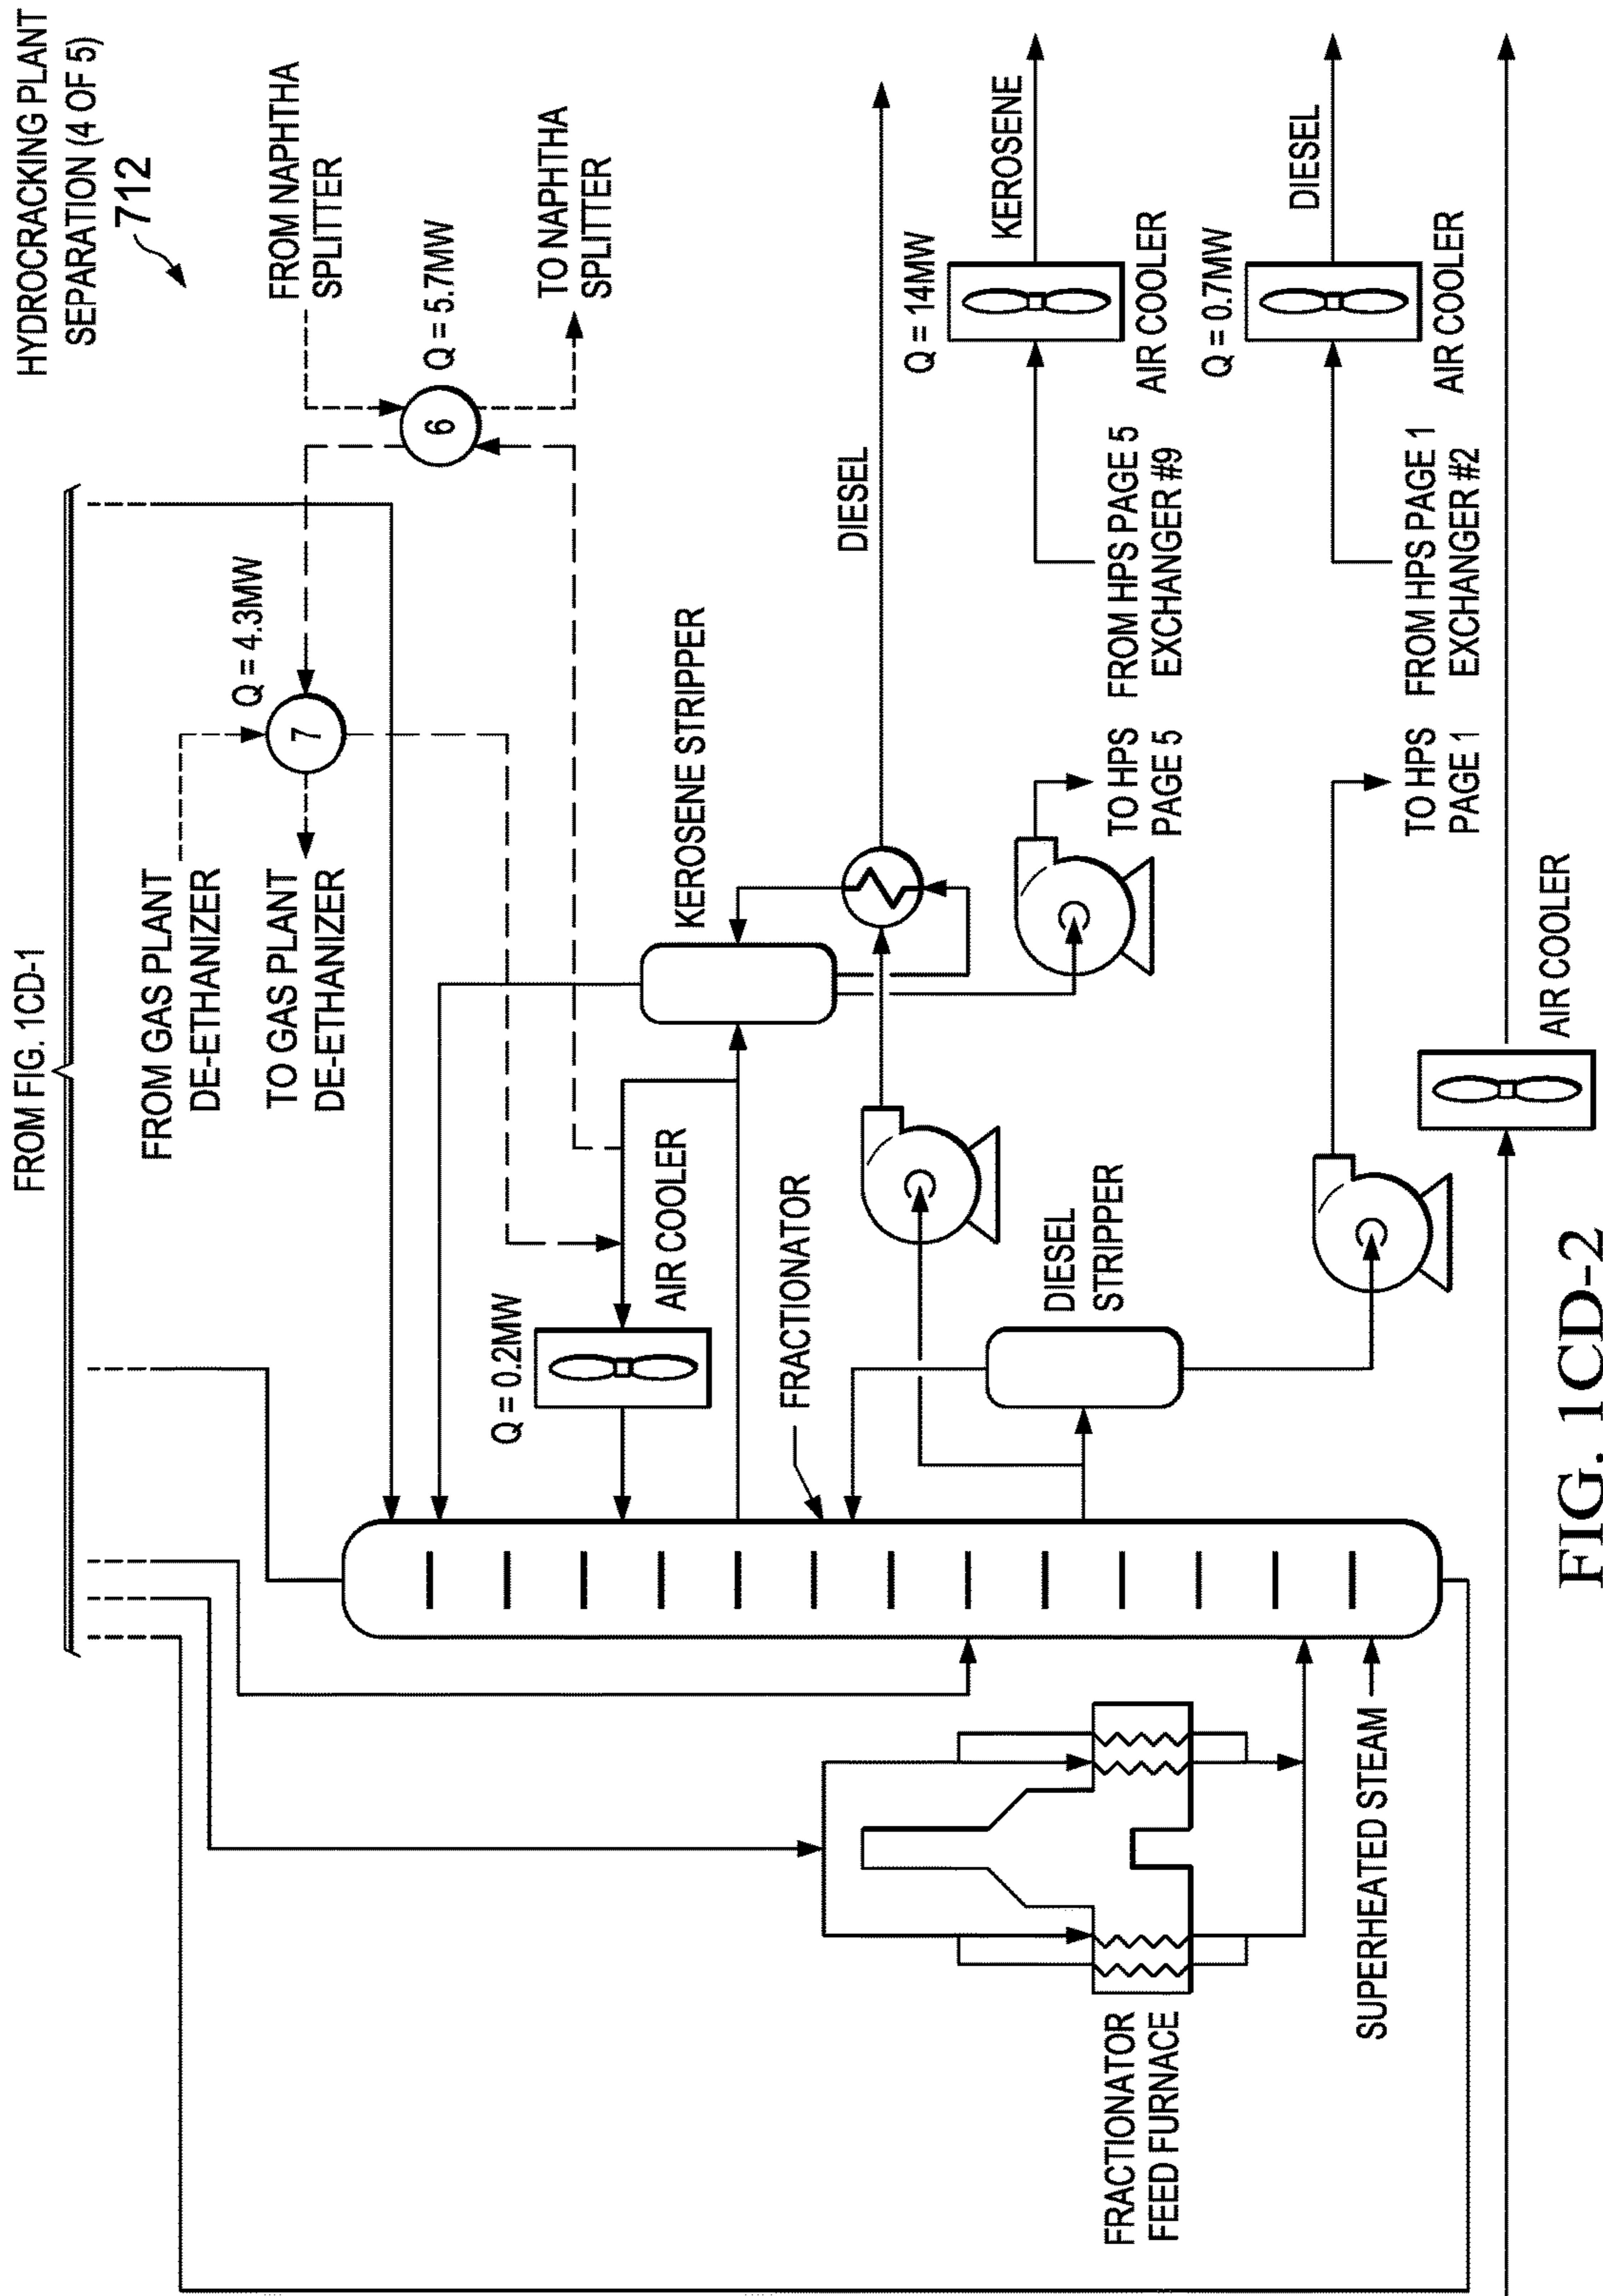 HYDROCRACKING PLANT
SEPARATION (4 OF 5)
712
FROM FIG. 1CD-1
FROM NAPHTHA
SPLITTER
Q = 5.7MW
6
TO NAPHTHA
SPLITTER
Q = 4.3MW
7
FROM GAS PLANT
DE-ETHANIZER
TO GAS PLANT
DE-ETHANIZER
KEROSENE STRIPPER
Q = 0.2MW
AIR COOLER
FRACTIONATOR
DIESEL
DIESEL
STRIPPER
Q = 14MW
KEROSENE
AIR COOLER
TO HPS
PAGE 5
FROM HPS PAGE 5
EXCHANGER #9
Q = 0.7MW
DIESEL
AIR COOLER
TO HPS
PAGE 1
FROM HPS PAGE 1
EXCHANGER #2
AIR COOLER
FRACTIONATOR
FEED FURNACE
SUPERHEATED STEAM
FIG. 1CD-2